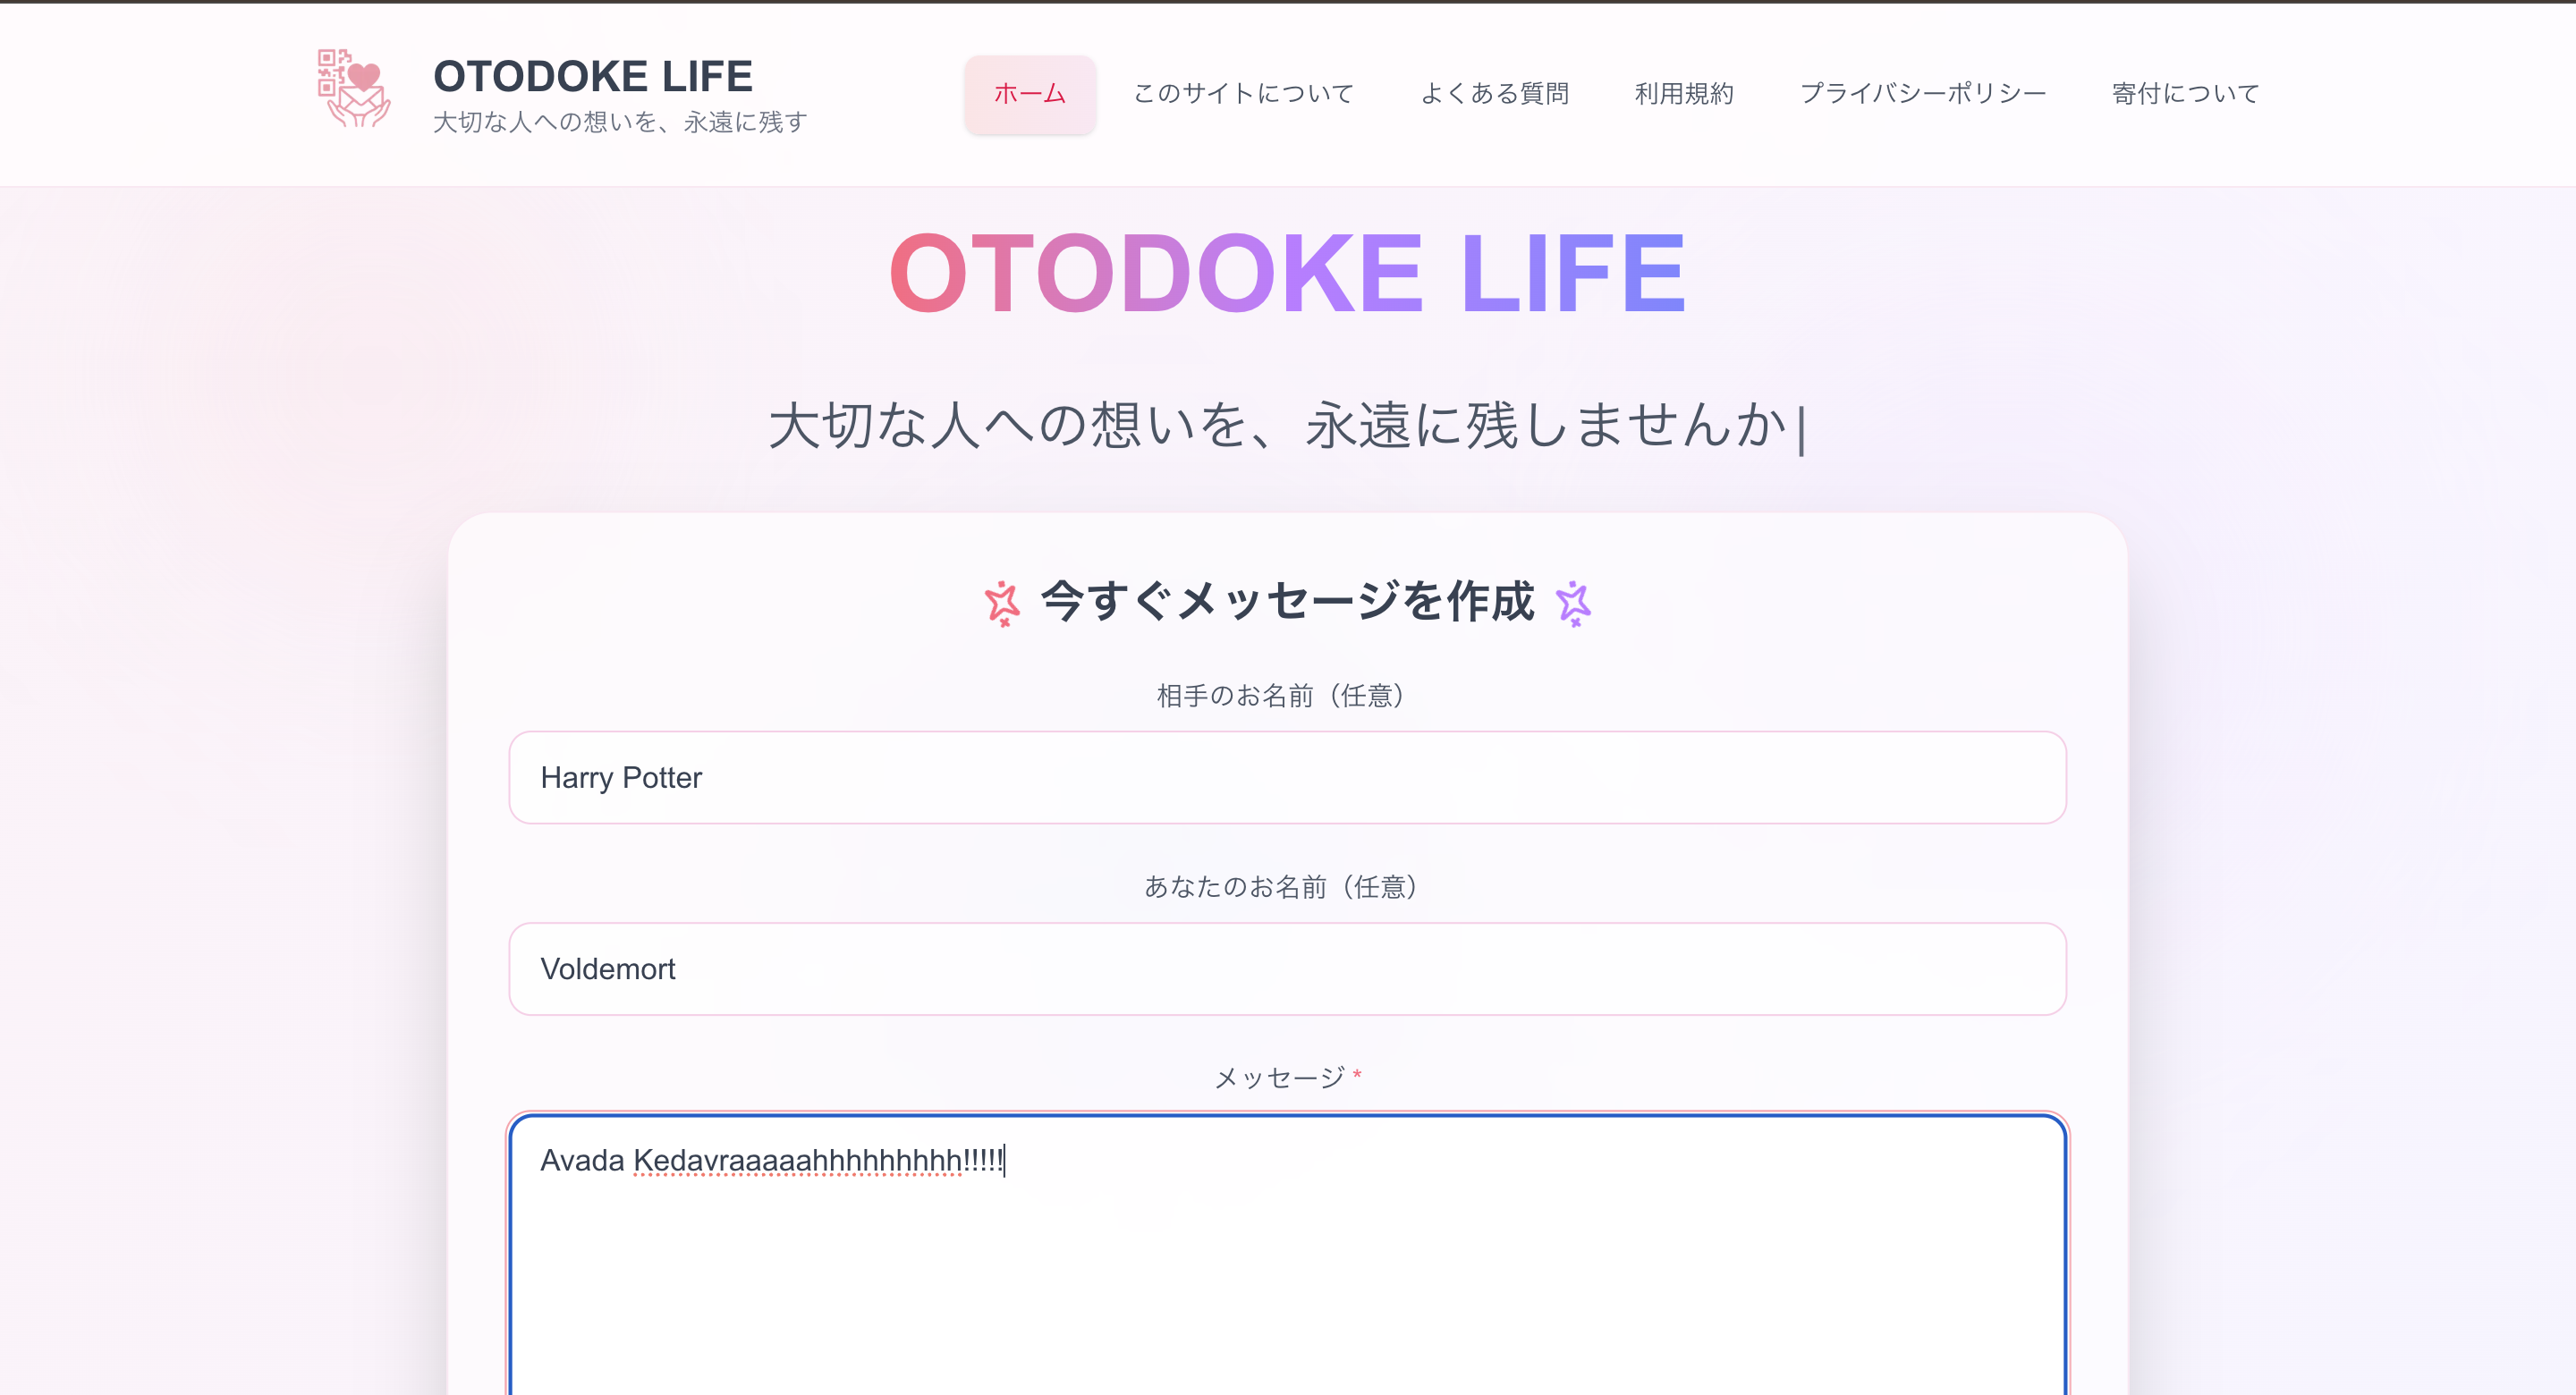 OTODOKE LIFE
大切な人への想いを、永遠に残す
ホーム
このサイトについて
よくある質問
利用規約
プライバシーポリシー
寄付について
OTODOKE LIFE
大切な人への想いを、永遠に残しませんか|
今すぐメッセージを作成
相手のお名前（任意）
Harry Potter
あなたのお名前（任意）
Voldemort
メッセージ *
Avada Kedavraaaaahhhhhhhhhh!!!!!